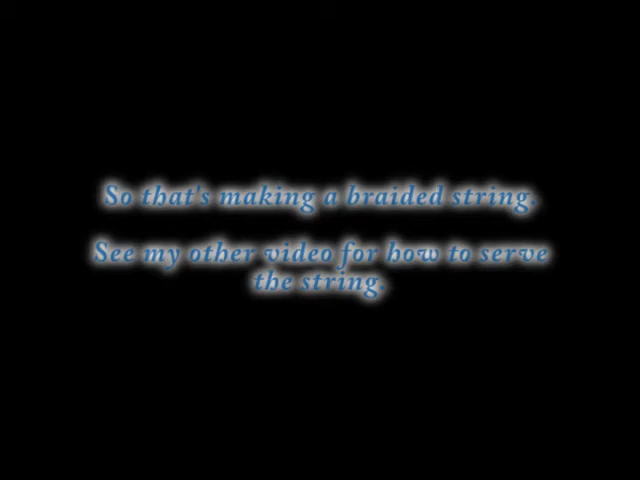 So that's making a braided string.
See my other video for how to serve
the string.